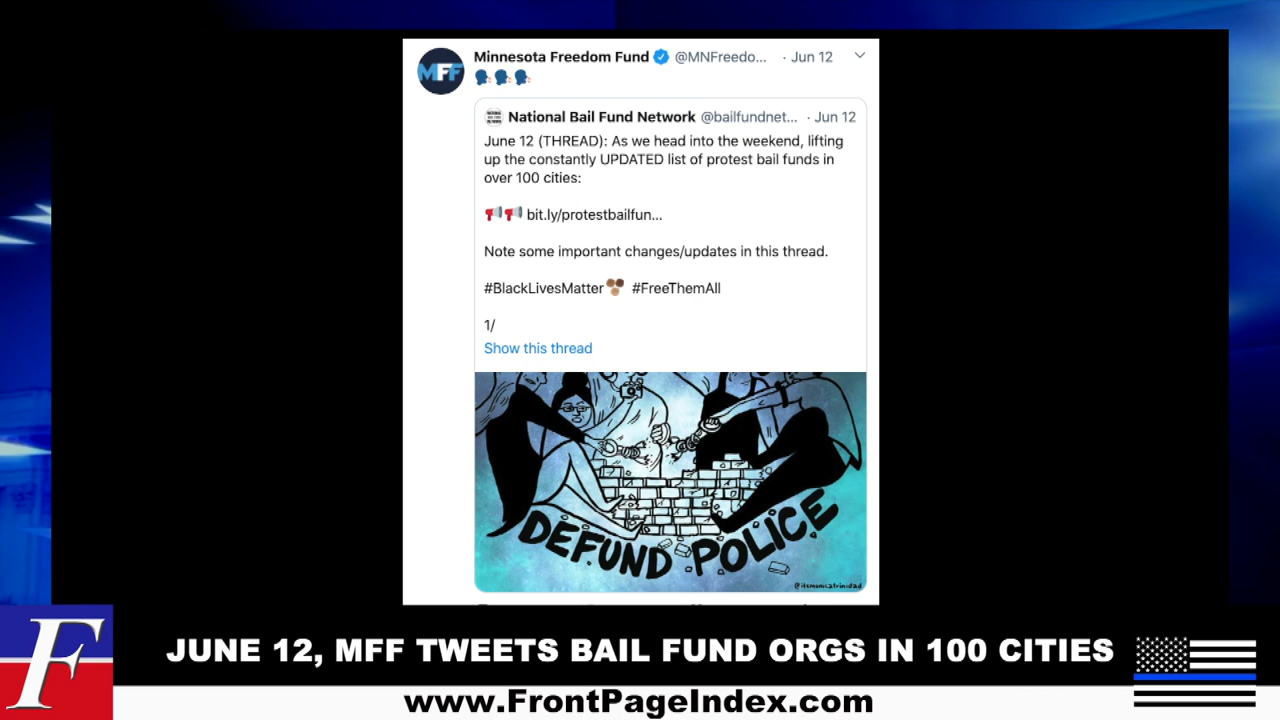 Minnesota Freedom Fund @MNFreedo... · Jun 12
MFF
National Bail Fund Network @bailfundnet... · Jun 12
June 12 (THREAD): As we head into the weekend, lifting
up the constantly UPDATED list of protest bail funds in
over 100 cities:
bit.ly/protestbailfun...
Note some important changes/updates in this thread.
#BlackLivesMatter #FreeThemAll
1/
Show this thread
DEFUND POLICE
@itsmonicatrinidad
F
JUNE 12, MFF TWEETS BAIL FUND ORGS IN 100 CITIES
www.FrontPageIndex.com